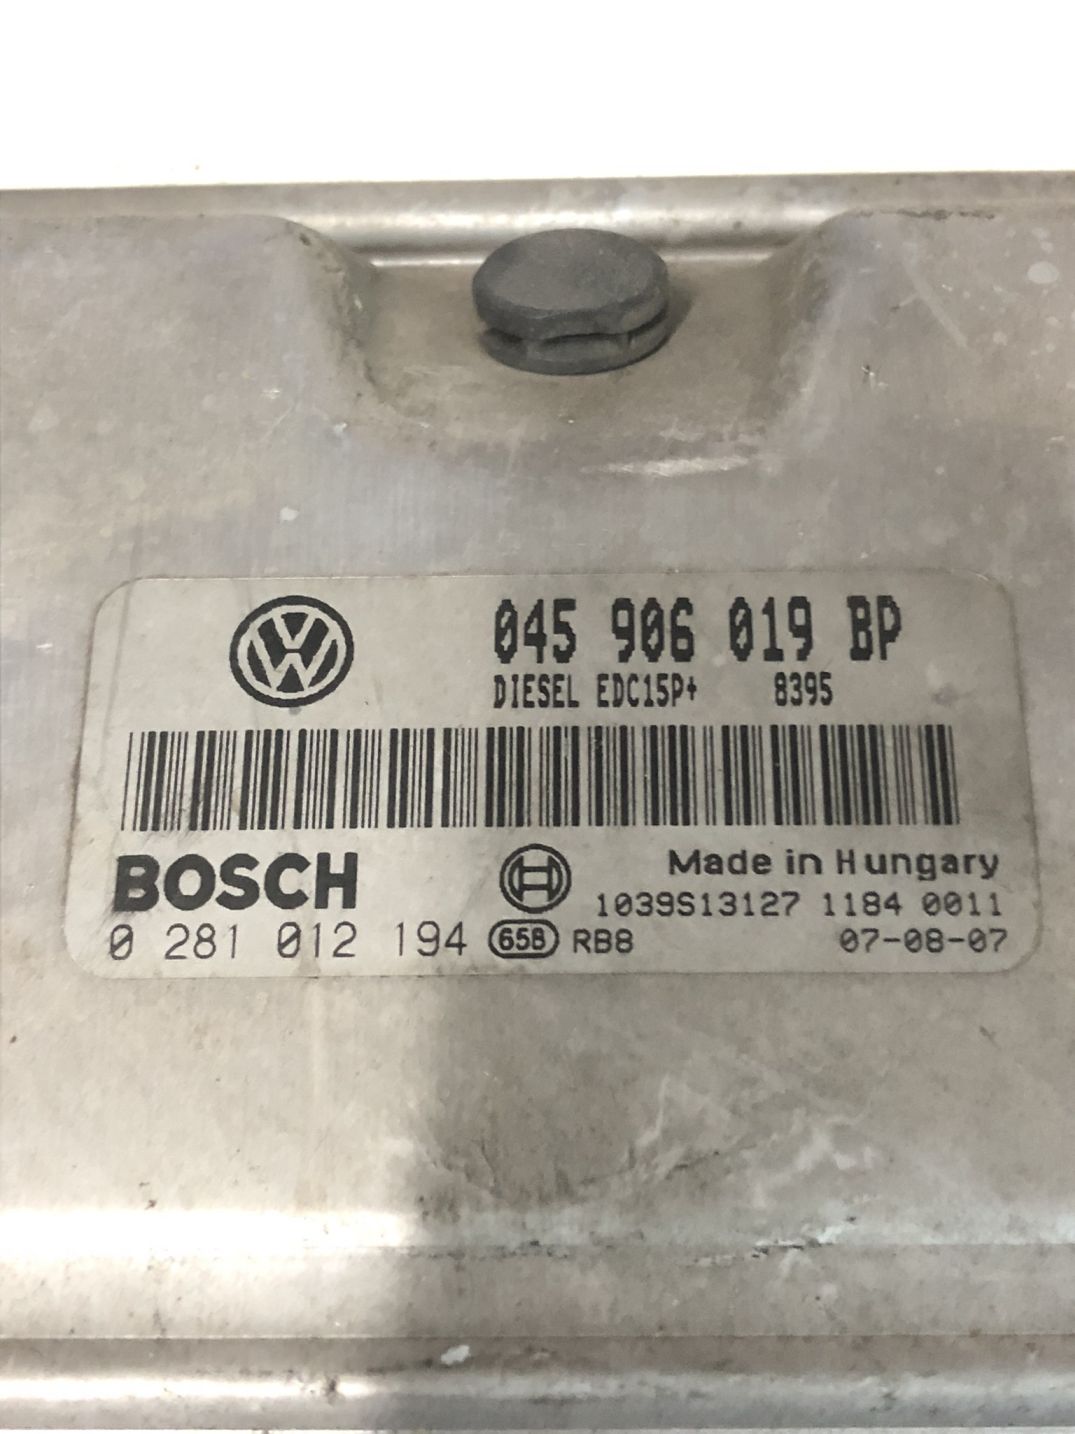 045 906 019 BP
DIESEL EDC15P+ 8395
BOSCH
Made in Hungary
1039S13127 1184 0011
0 281 012 194 658 RB8 07-08-07